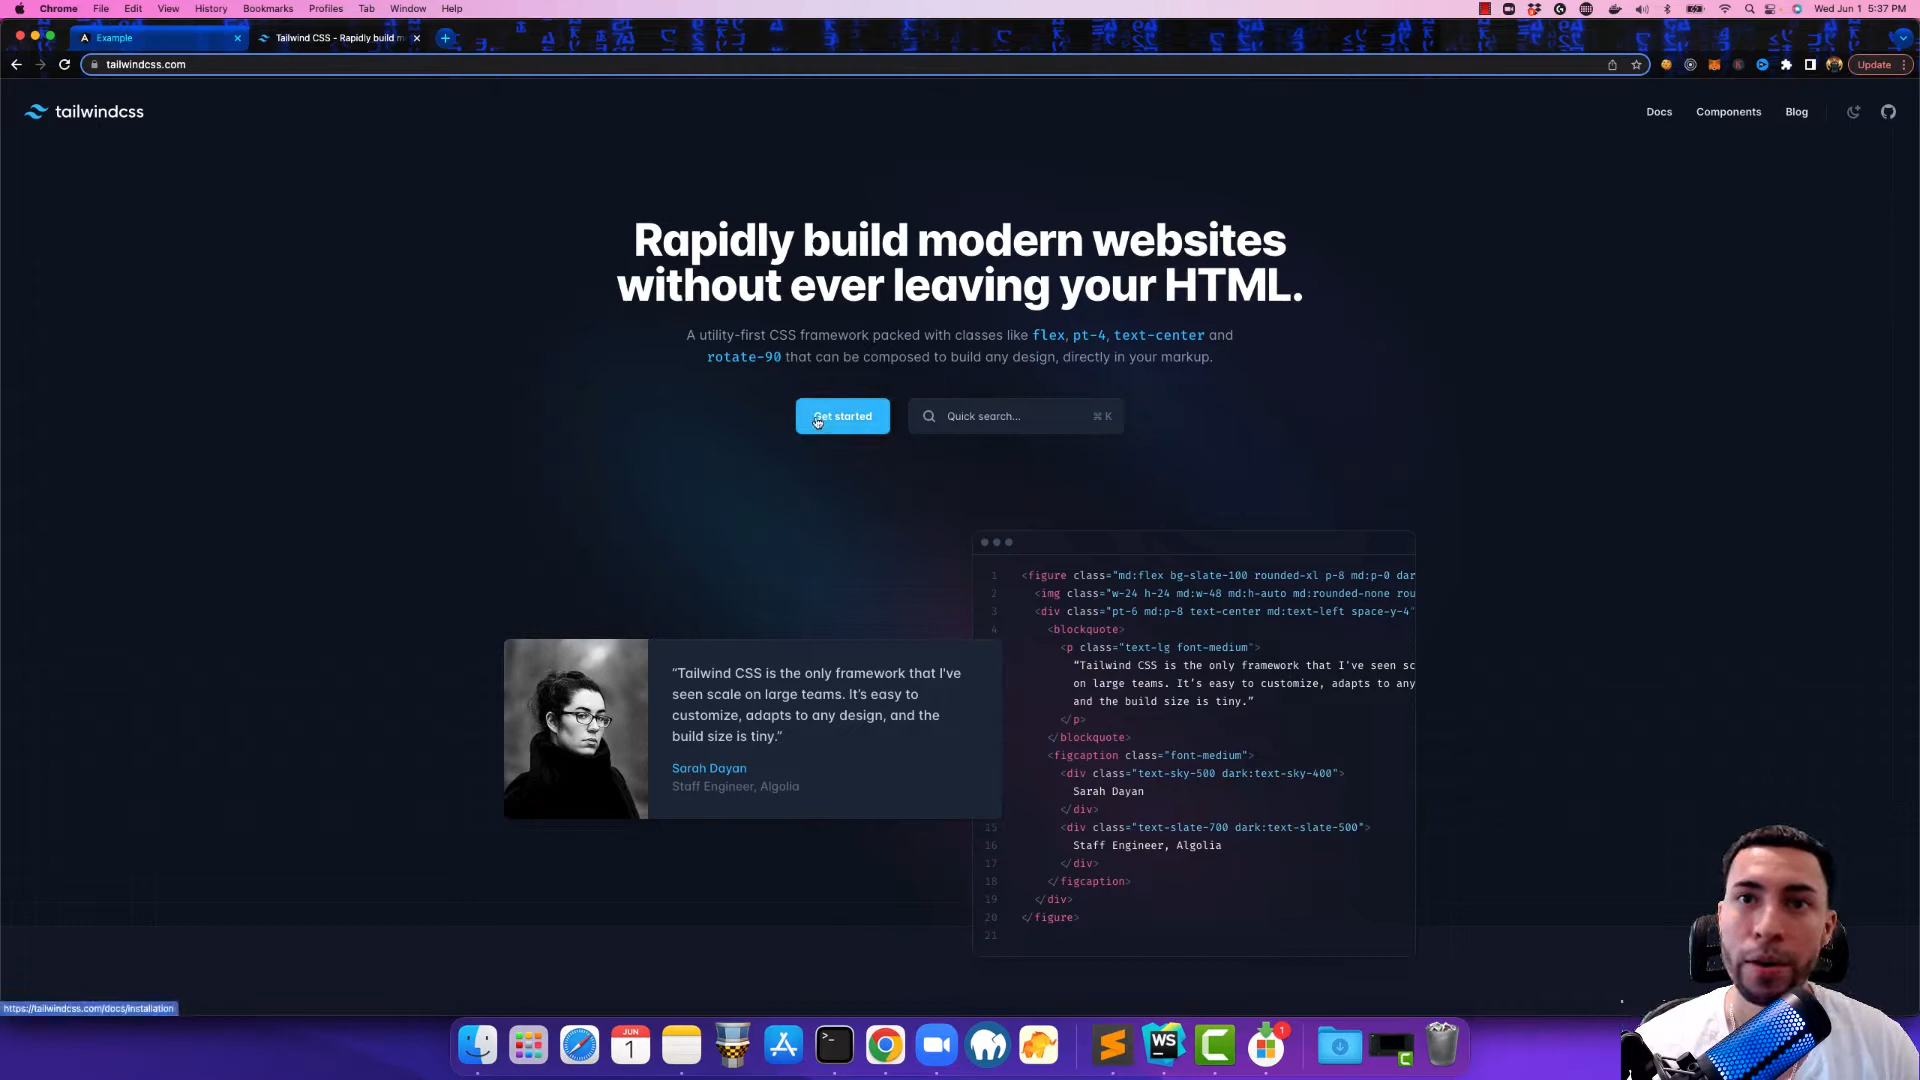 Chrome File Edit View History Bookmarks Profiles Tab Window Help
Wed Jun 1 5:37 PM
Example
Tailwind CSS - Rapidly build m
tailwindcss.com
Update
tailwindcss
Docs Components Blog
Rapidly build modern websites
without ever leaving your HTML.
A utility-first CSS framework packed with classes like flex, pt-4, text-center and
rotate-90 that can be composed to build any design, directly in your markup.
Get started
Quick search... ⌘ K
1 <figure class="md:flex bg-slate-100 rounded-xl p-8 md:p-0 dar
2 <img class="w-24 h-24 md:w-48 md:h-auto md:rounded-none rou
3 <div class="pt-6 md:p-8 text-center md:text-left space-y-4"
4 <blockquote>
<p class="text-lg font-medium">
“Tailwind CSS is the only framework that I've seen sc
on large teams. It's easy to customize, adapts to any
and the build size is tiny.”
</p>
</blockquote>
<figcaption class="font-medium">
<div class="text-sky-500 dark:text-sky-400">
Sarah Dayan
</div>
15 <div class="text-slate-700 dark:text-slate-500">
16 Staff Engineer, Algolia
17 </div>
18 </figcaption>
19 </div>
20 </figure>
21
“Tailwind CSS is the only framework that I've
seen scale on large teams. It's easy to
customize, adapts to any design, and the
build size is tiny.”
Sarah Dayan
Staff Engineer, Algolia
https://tailwindcss.com/docs/installation
JUN
1
WS
1